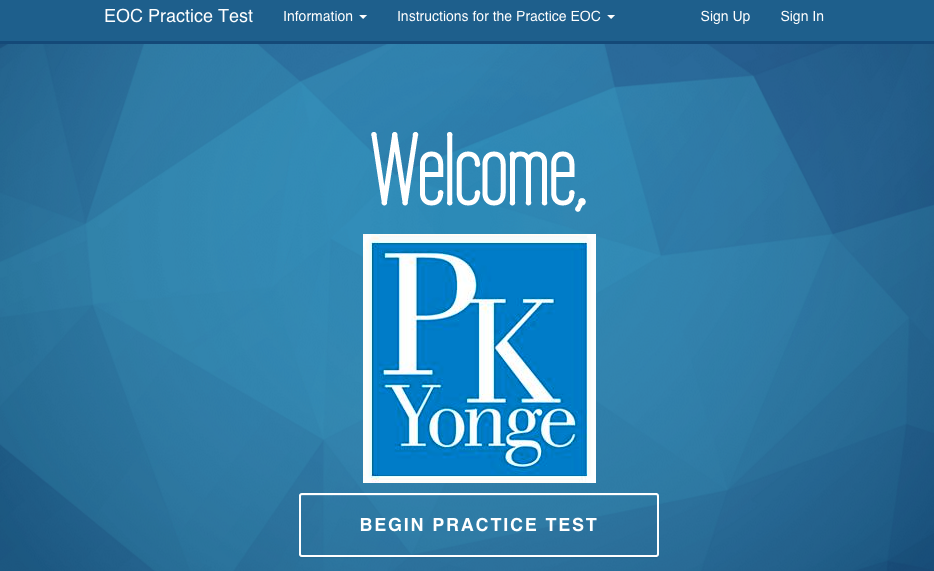 EOC Practice Test Information Instructions for the Practice EOC Sign Up Sign In
Welcome,
PK
Yonge
BEGIN PRACTICE TEST